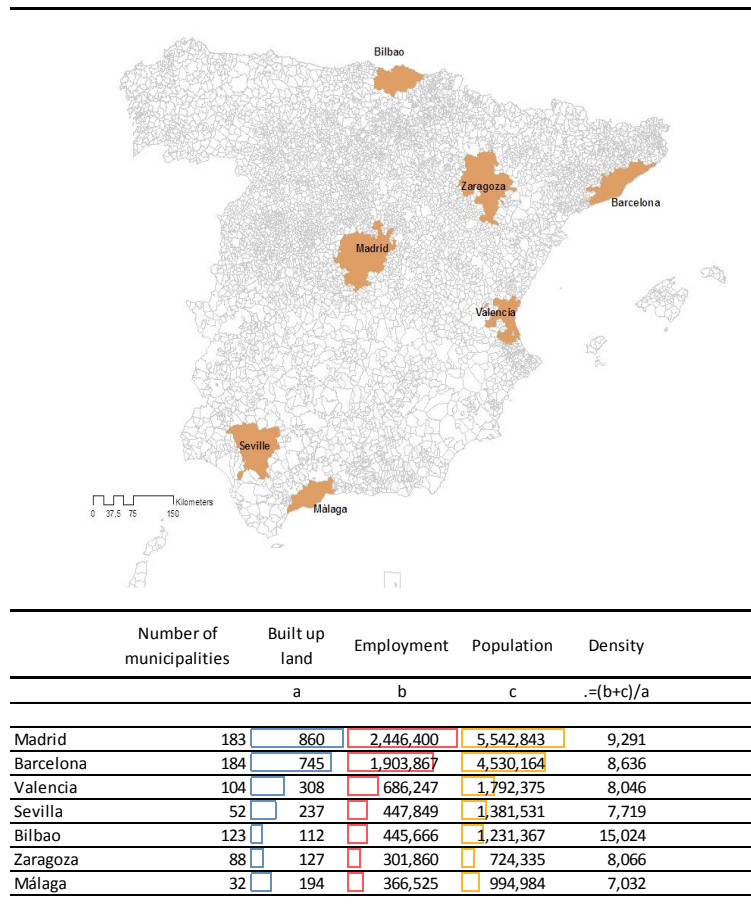 Bilbao
Zaragoza
Barcelona
Madrid
Valencia
Seville
Màlaga
Kilometers
0 37,5 75 150
Number of municipalities Built up land Employment Population Density
a b c .=(b+c)/a
Madrid 183 860 2,446,400 5,542,843 9,291
Barcelona 184 745 1,903,867 4,530,164 8,636
Valencia 104 308 686,247 1,792,375 8,046
Sevilla 52 237 447,849 1,381,531 7,719
Bilbao 123 112 445,666 1,231,367 15,024
Zaragoza 88 127 301,860 724,335 8,066
Málaga 32 194 366,525 994,984 7,032